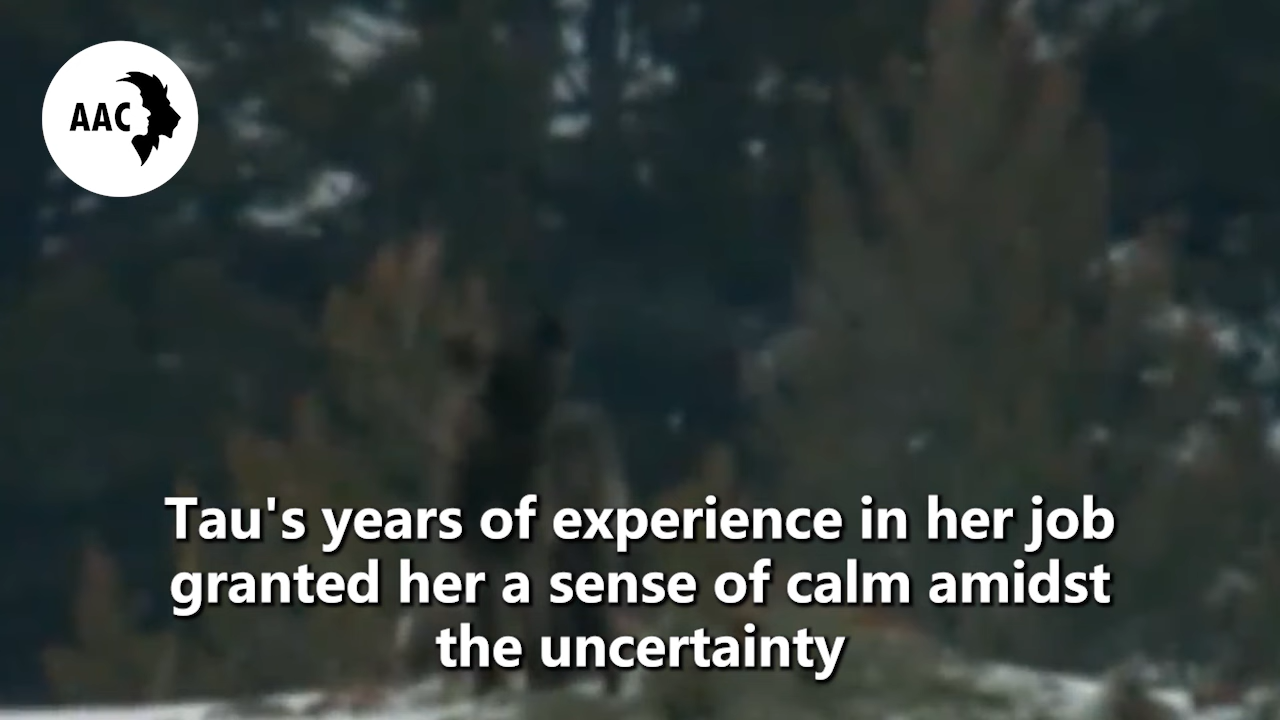 AAC
Tau's years of experience in her job
granted her a sense of calm amidst
the uncertainty